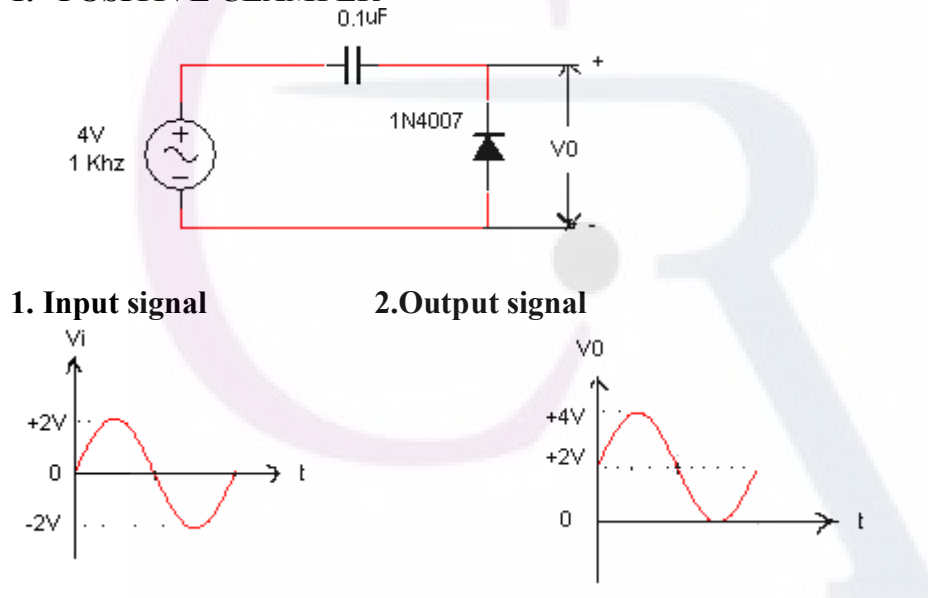 0.1uF
4V
1 Khz
1N4007
+
V0
-
1. Input signal
2.Output signal
Vi
+2V
0
-2V
t
V0
+4V
+2V
0
t